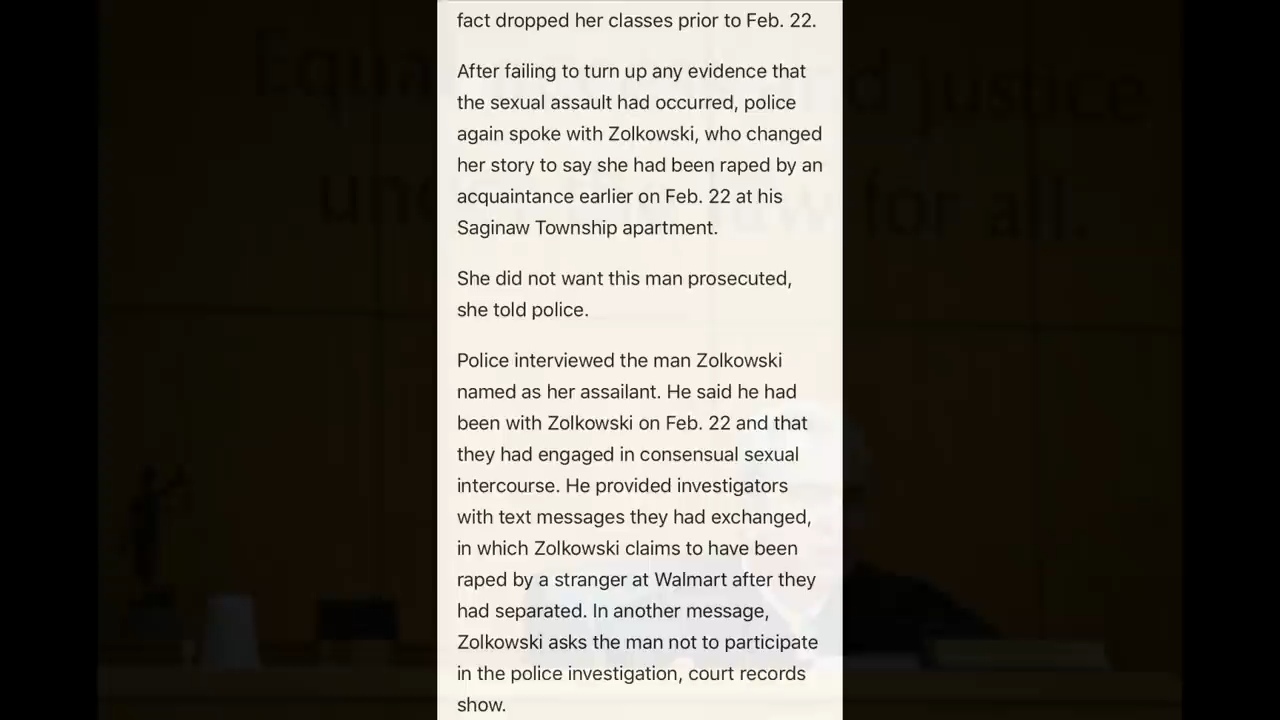 fact dropped her classes prior to Feb. 22.
After failing to turn up any evidence that
the sexual assault had occurred, police
again spoke with Zolkowski, who changed
her story to say she had been raped by an
acquaintance earlier on Feb. 22 at his
Saginaw Township apartment.
She did not want this man prosecuted,
she told police.
Police interviewed the man Zolkowski
named as her assailant. He said he had
been with Zolkowski on Feb. 22 and that
they had engaged in consensual sexual
intercourse. He provided investigators
with text messages they had exchanged,
in which Zolkowski claims to have been
raped by a stranger at Walmart after they
had separated. In another message,
Zolkowski asks the man not to participate
in the police investigation, court records
show.
justice
for all.